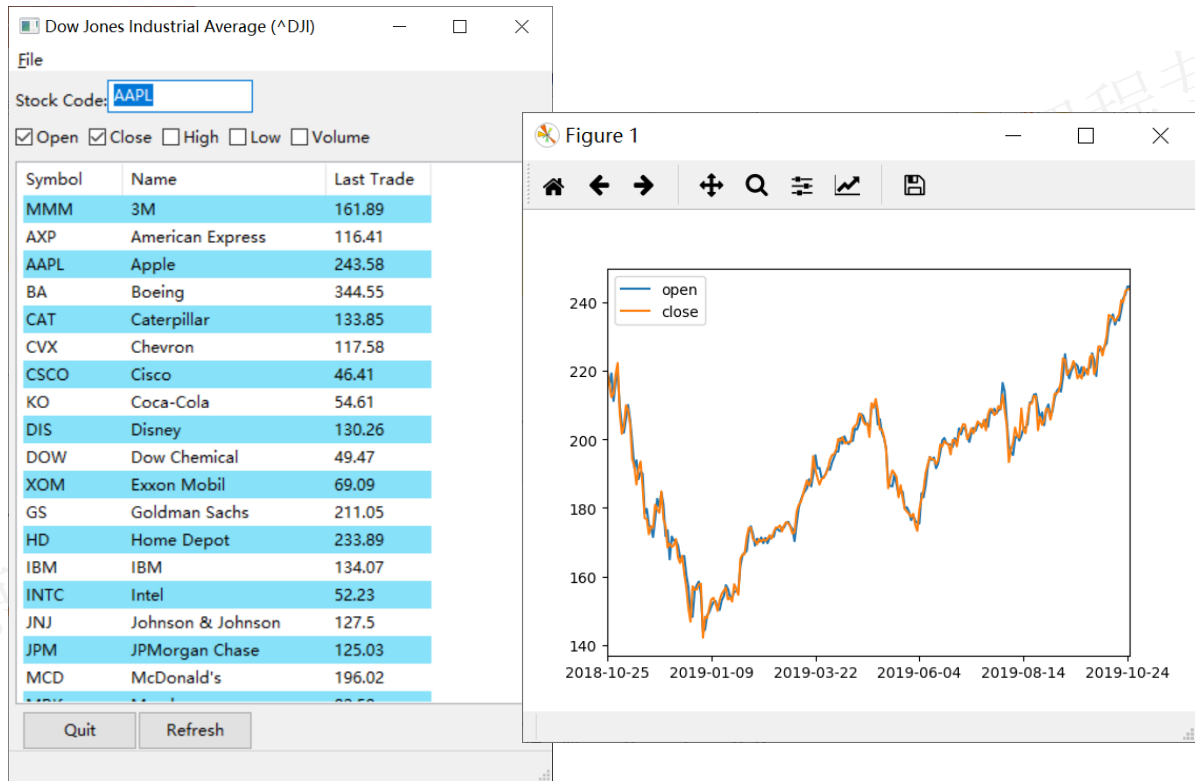 Dow Jones Industrial Average (^DJI)
File
Stock Code: AAPL
Open Close High Low Volume
Symbol Name Last Trade
MMM 3M 161.89
AXP American Express 116.41
AAPL Apple 243.58
BA Boeing 344.55
CAT Caterpillar 133.85
CVX Chevron 117.58
CSCO Cisco 46.41
KO Coca-Cola 54.61
DIS Disney 130.26
DOW Dow Chemical 49.47
XOM Exxon Mobil 69.09
GS Goldman Sachs 211.05
HD Home Depot 233.89
IBM IBM 134.07
INTC Intel 52.23
JNJ Johnson & Johnson 127.5
JPM JPMorgan Chase 125.03
MCD McDonald's 196.02
Quit Refresh
Figure 1
open
close
240
220
200
180
160
140
2018-10-25 2019-01-09 2019-03-22 2019-06-04 2019-08-14 2019-10-24